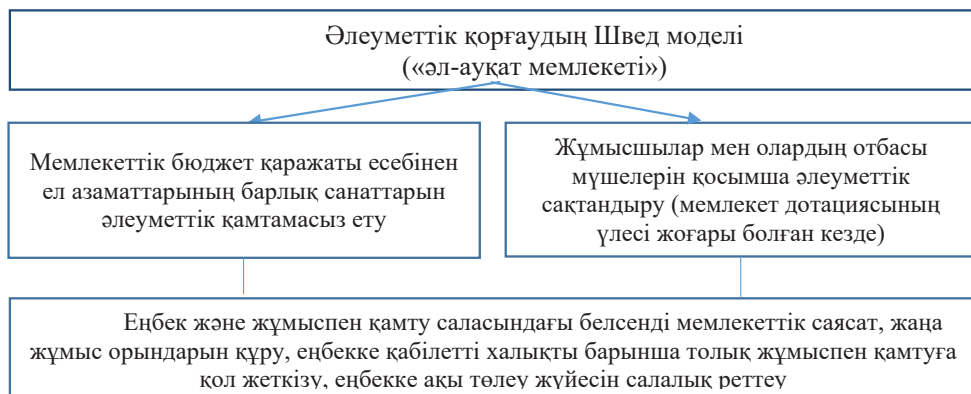 Әлеуметтік қорғаудың Швед моделі
(«әл-ауқат мемлекеті»)
Мемлекеттік бюджет қаражаты есебінен
ел азаматтарының барлық санаттарын
әлеуметтік қамтамасыз ету
Жұмысшылар мен олардың отбасы
мүшелерін қосымша әлеуметтік
сақтандыру (мемлекет дотациясының
үлесі жоғары болған кезде)
Еңбек және жұмыспен қамту саласындағы белсенді мемлекеттік саясат, жаңа
жұмыс орындарын құру, еңбекке қабілетті халықты барынша толық жұмыспен қамтуға
қол жеткізу, еңбекке ақы төлеу жүйесін салалық реттеу